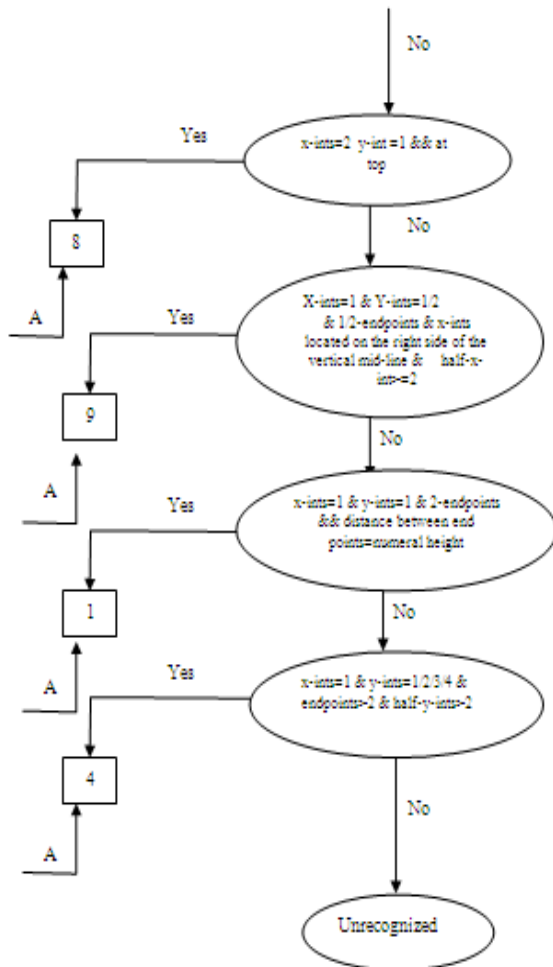 No
x-ints=2 y-int =1 && at
top
Yes
8
A
No
X-ints=1 & Y-ints=1/2
& 1/2-endpoints & x-ints
located on the right side of the
vertical mid-line & half-x-
int>=2
Yes
9
A
No
x-ints=1 & y-ints=1 & 2-endpoints
&& distance between end
points=numeral height
Yes
1
A
No
x-ints=1 & y-ints=1/2/3/4 &
endpoints>-2 & half-y-ints>-2
Yes
4
A
No
Unrecognized